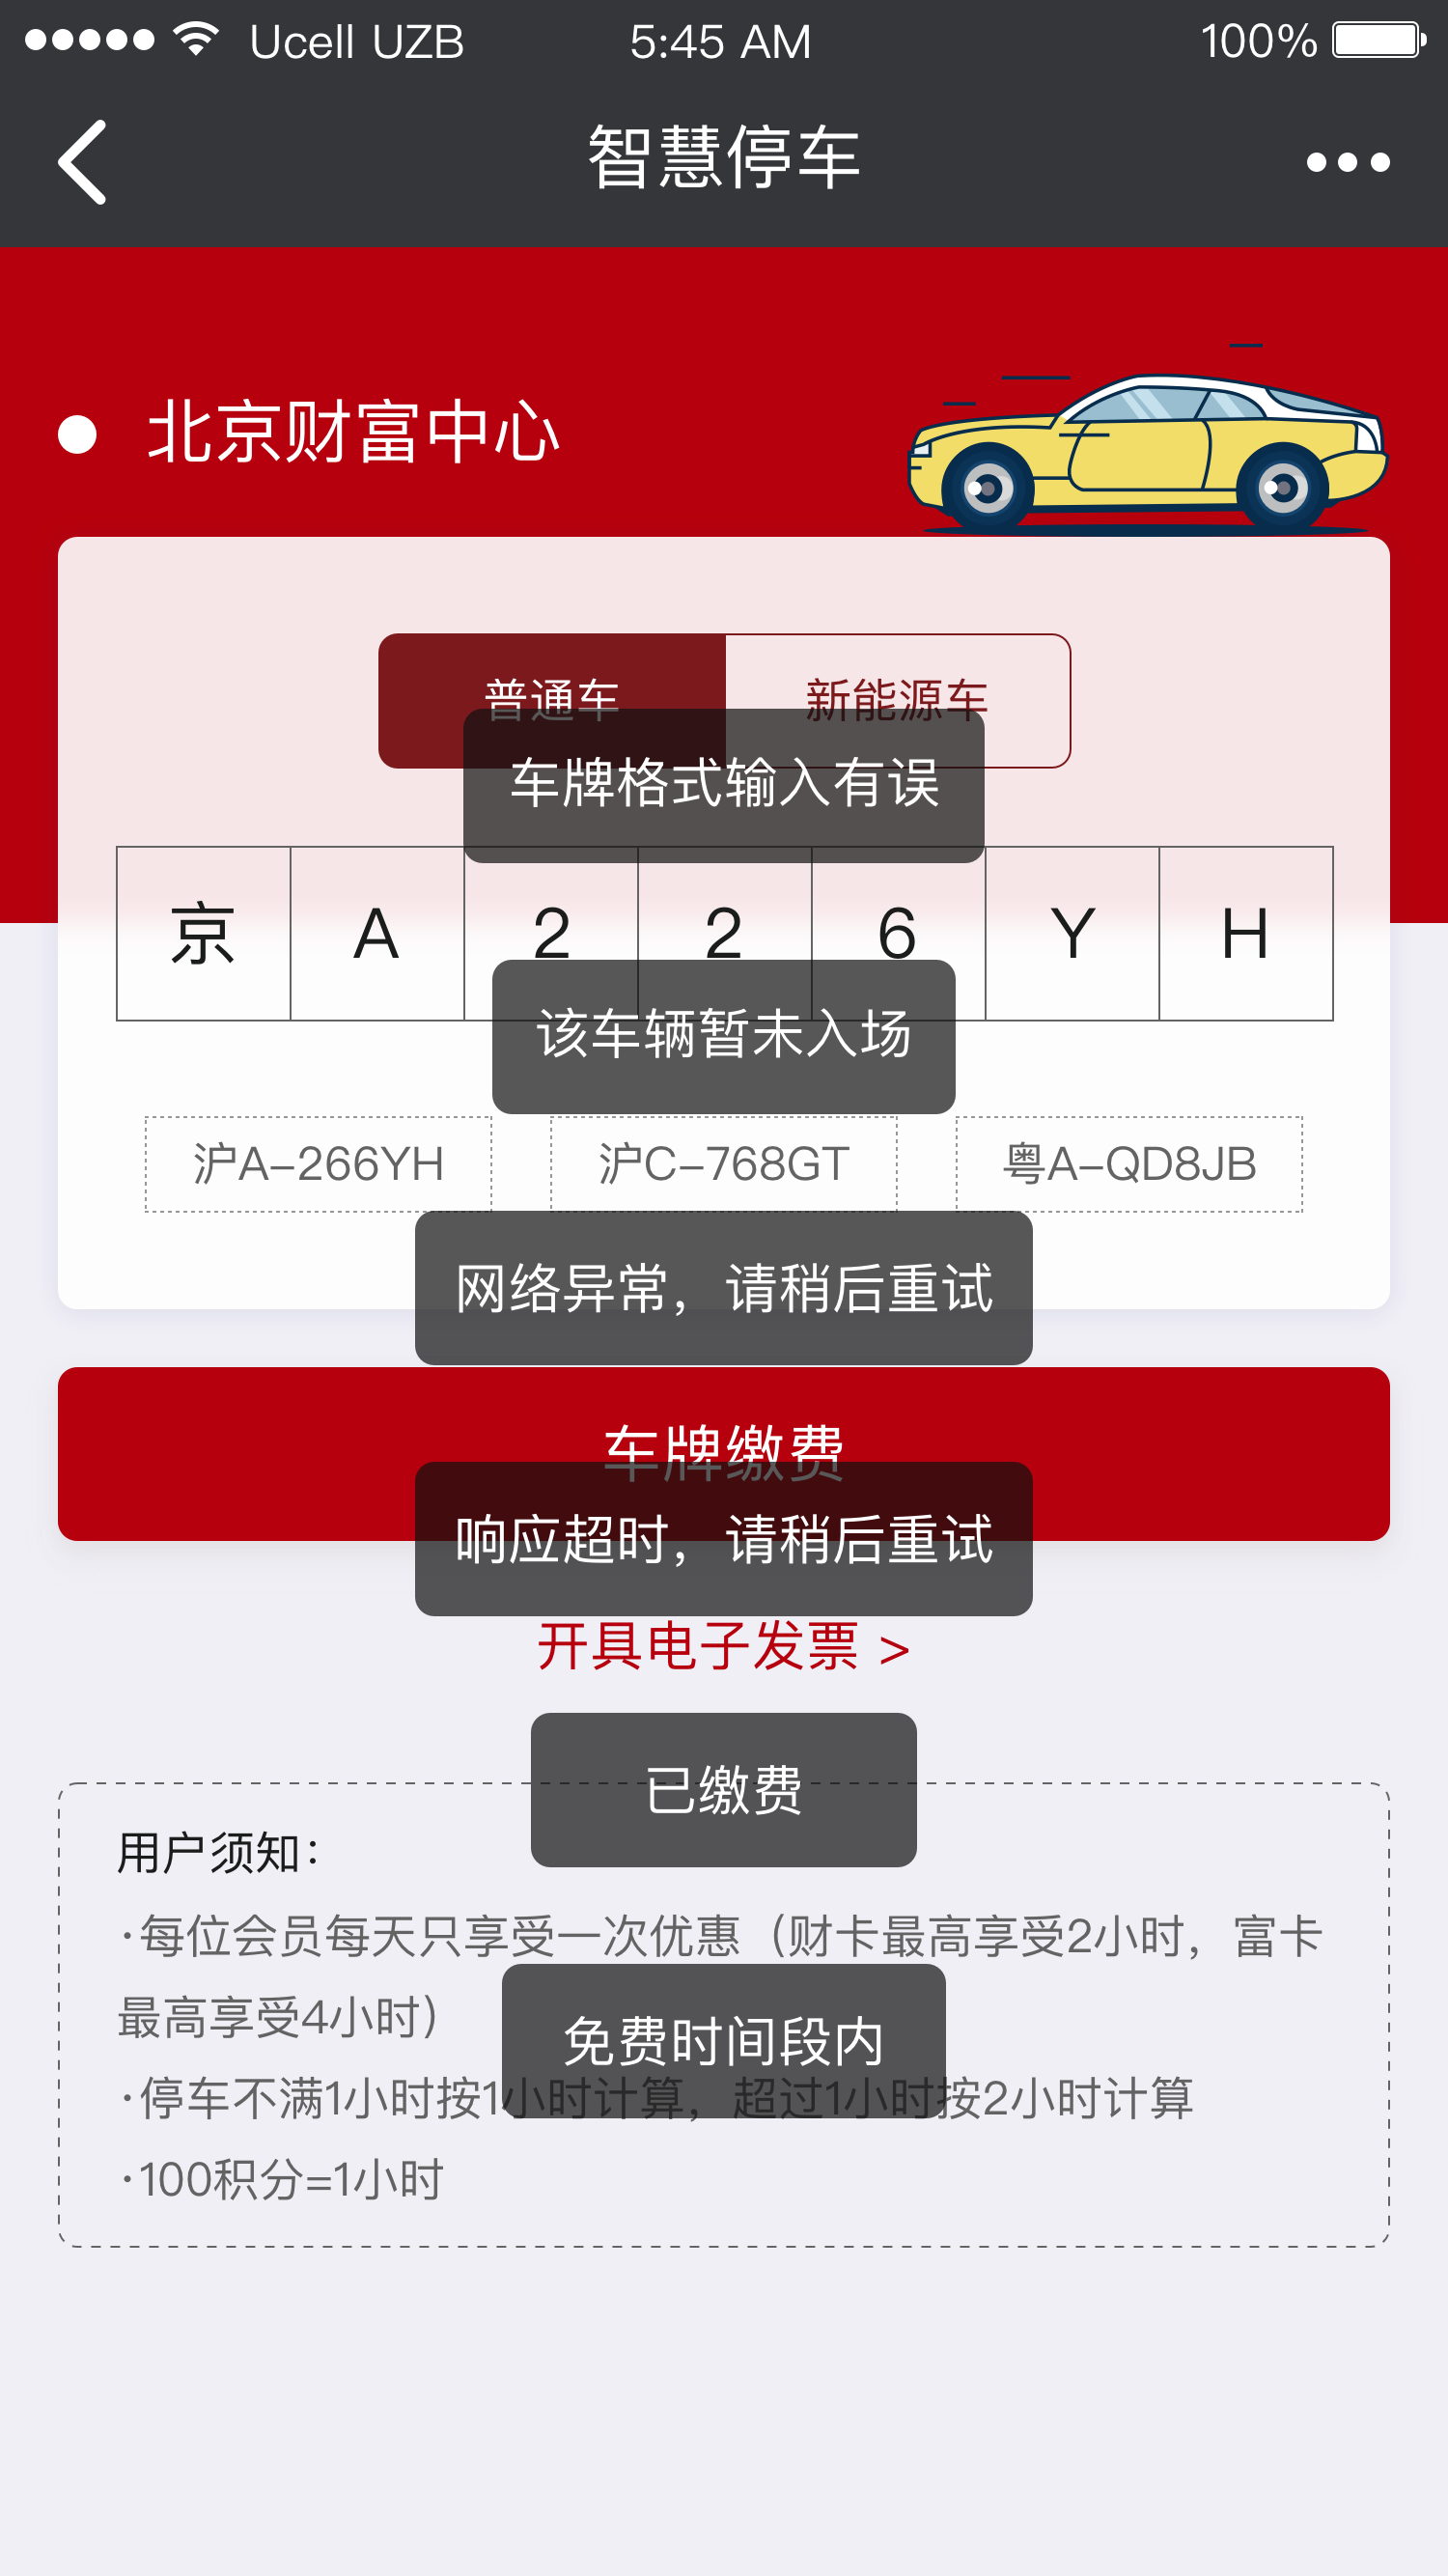 Ucell UZB 5:45 AM 100%
智慧停车
北京财富中心
普通车 新能源车
车牌格式输入有误
京 A 2 2 6 Y H
该车辆暂未入场
沪A-266YH 沪C-768GT 粤A-QD8JB
网络异常，请稍后重试
车牌缴费
响应超时，请稍后重试
开具电子发票 >
已缴费
用户须知：
·每位会员每天只享受一次优惠（财卡最高享受2小时，富卡
最高享受4小时）
免费时间段内
·停车不满1小时按1小时计算，超过1小时按2小时计算
·100积分=1小时